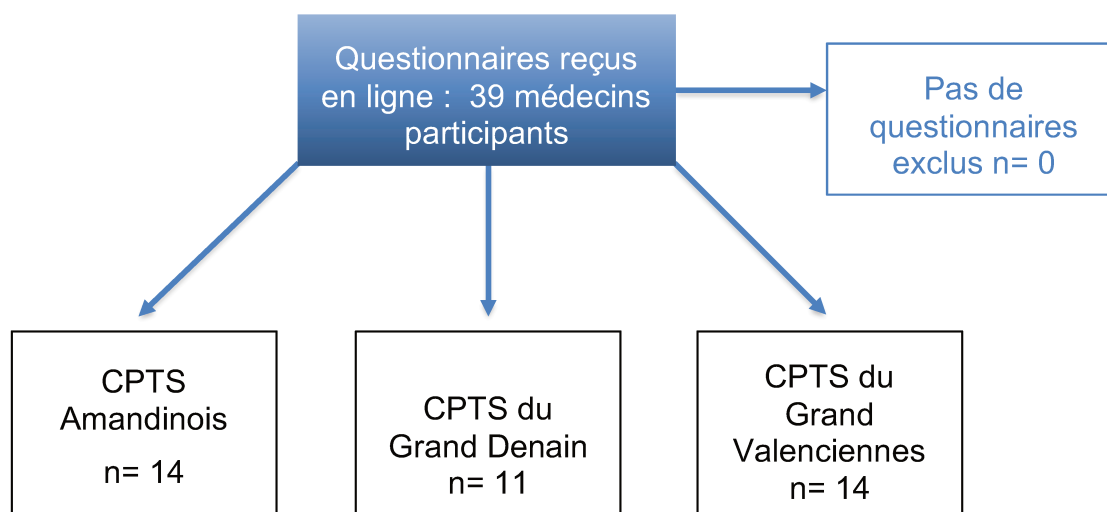 Questionnaires reçus
en ligne :  39 médecins
participants
Pas de
questionnaires
exclus n= 0
CPTS
Amandinois
n= 14
CPTS du
Grand Denain
n= 11
CPTS du
Grand
Valenciennes
n= 14